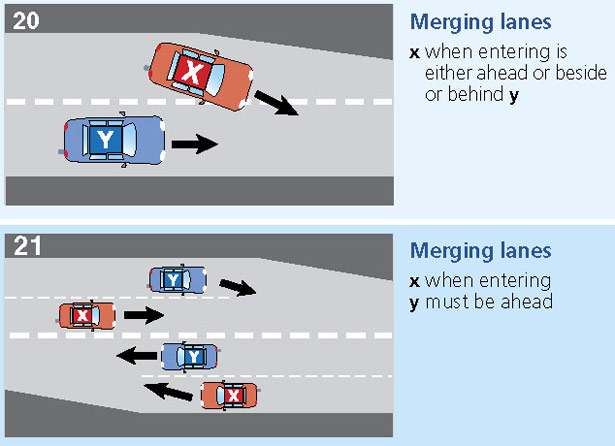 20
X
Y
Merging lanes
x when entering is
either ahead or beside
or behind y
21
Y
X
Y
X
Merging lanes
x when entering
y must be ahead